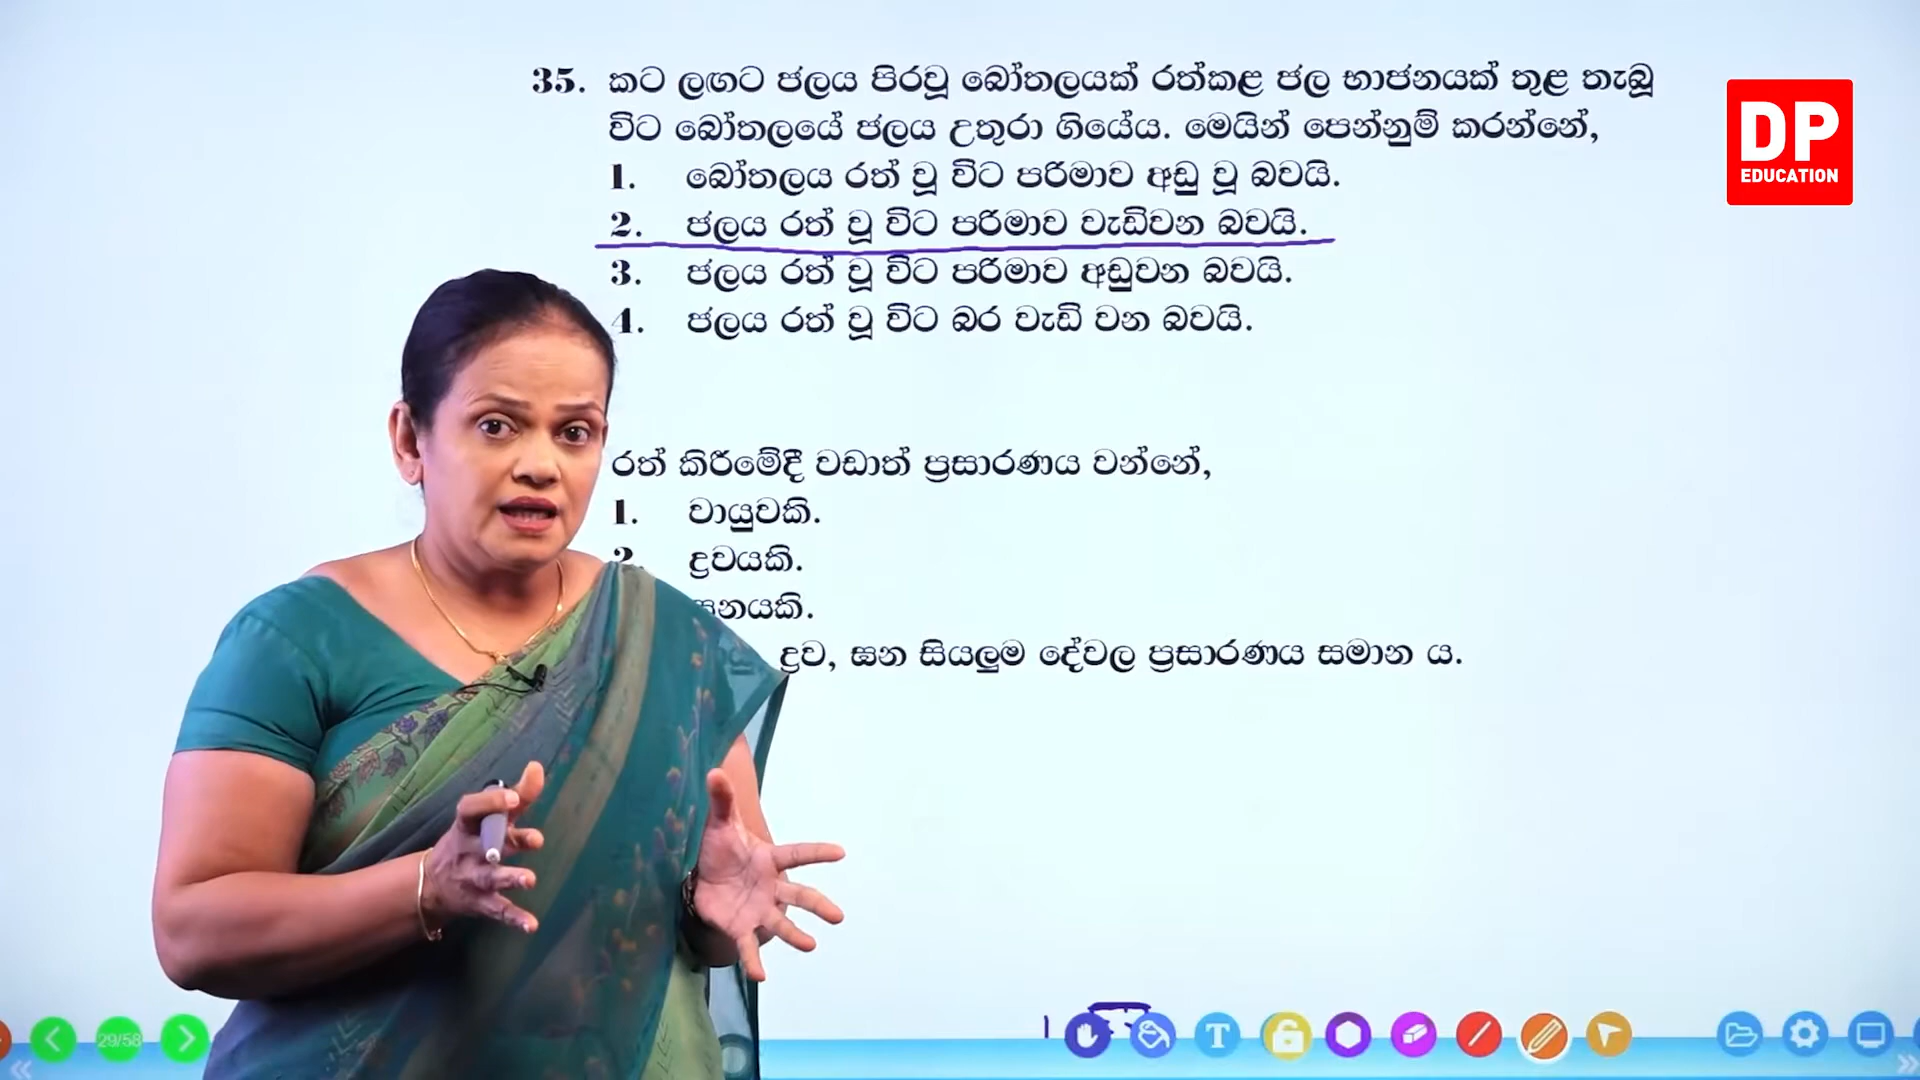 35. කට ලඟට ජලය පිරවූ බෝතලයක් රත්කළ ජල භාජනයක් තුළ තැබූ
විට බෝතලයේ ජලය උතුරා ගියේය. මෙයින් පෙන්නුම් කරන්නේ,
1. බෝතලය රත් වූ විට පරිමාව අඩු වූ බවයි.
2. ජලය රත් වූ විට පරිමාව වැඩිවන බවයි.
3. ජලය රත් වූ විට පරිමාව අඩුවන බවයි.
4. ජලය රත් වූ විට බර වැඩි වන බවයි.
DP
EDUCATION
රත් කිරීමේදී වඩාත් ප්‍රසාරණය වන්නේ,
1. වායුවකි.
2. ද්‍රවයකි.
ඝනයකි.
ද්‍රව, ඝන සියලුම දේවල ප්‍රසාරණය සමාන ය.
29/58
T